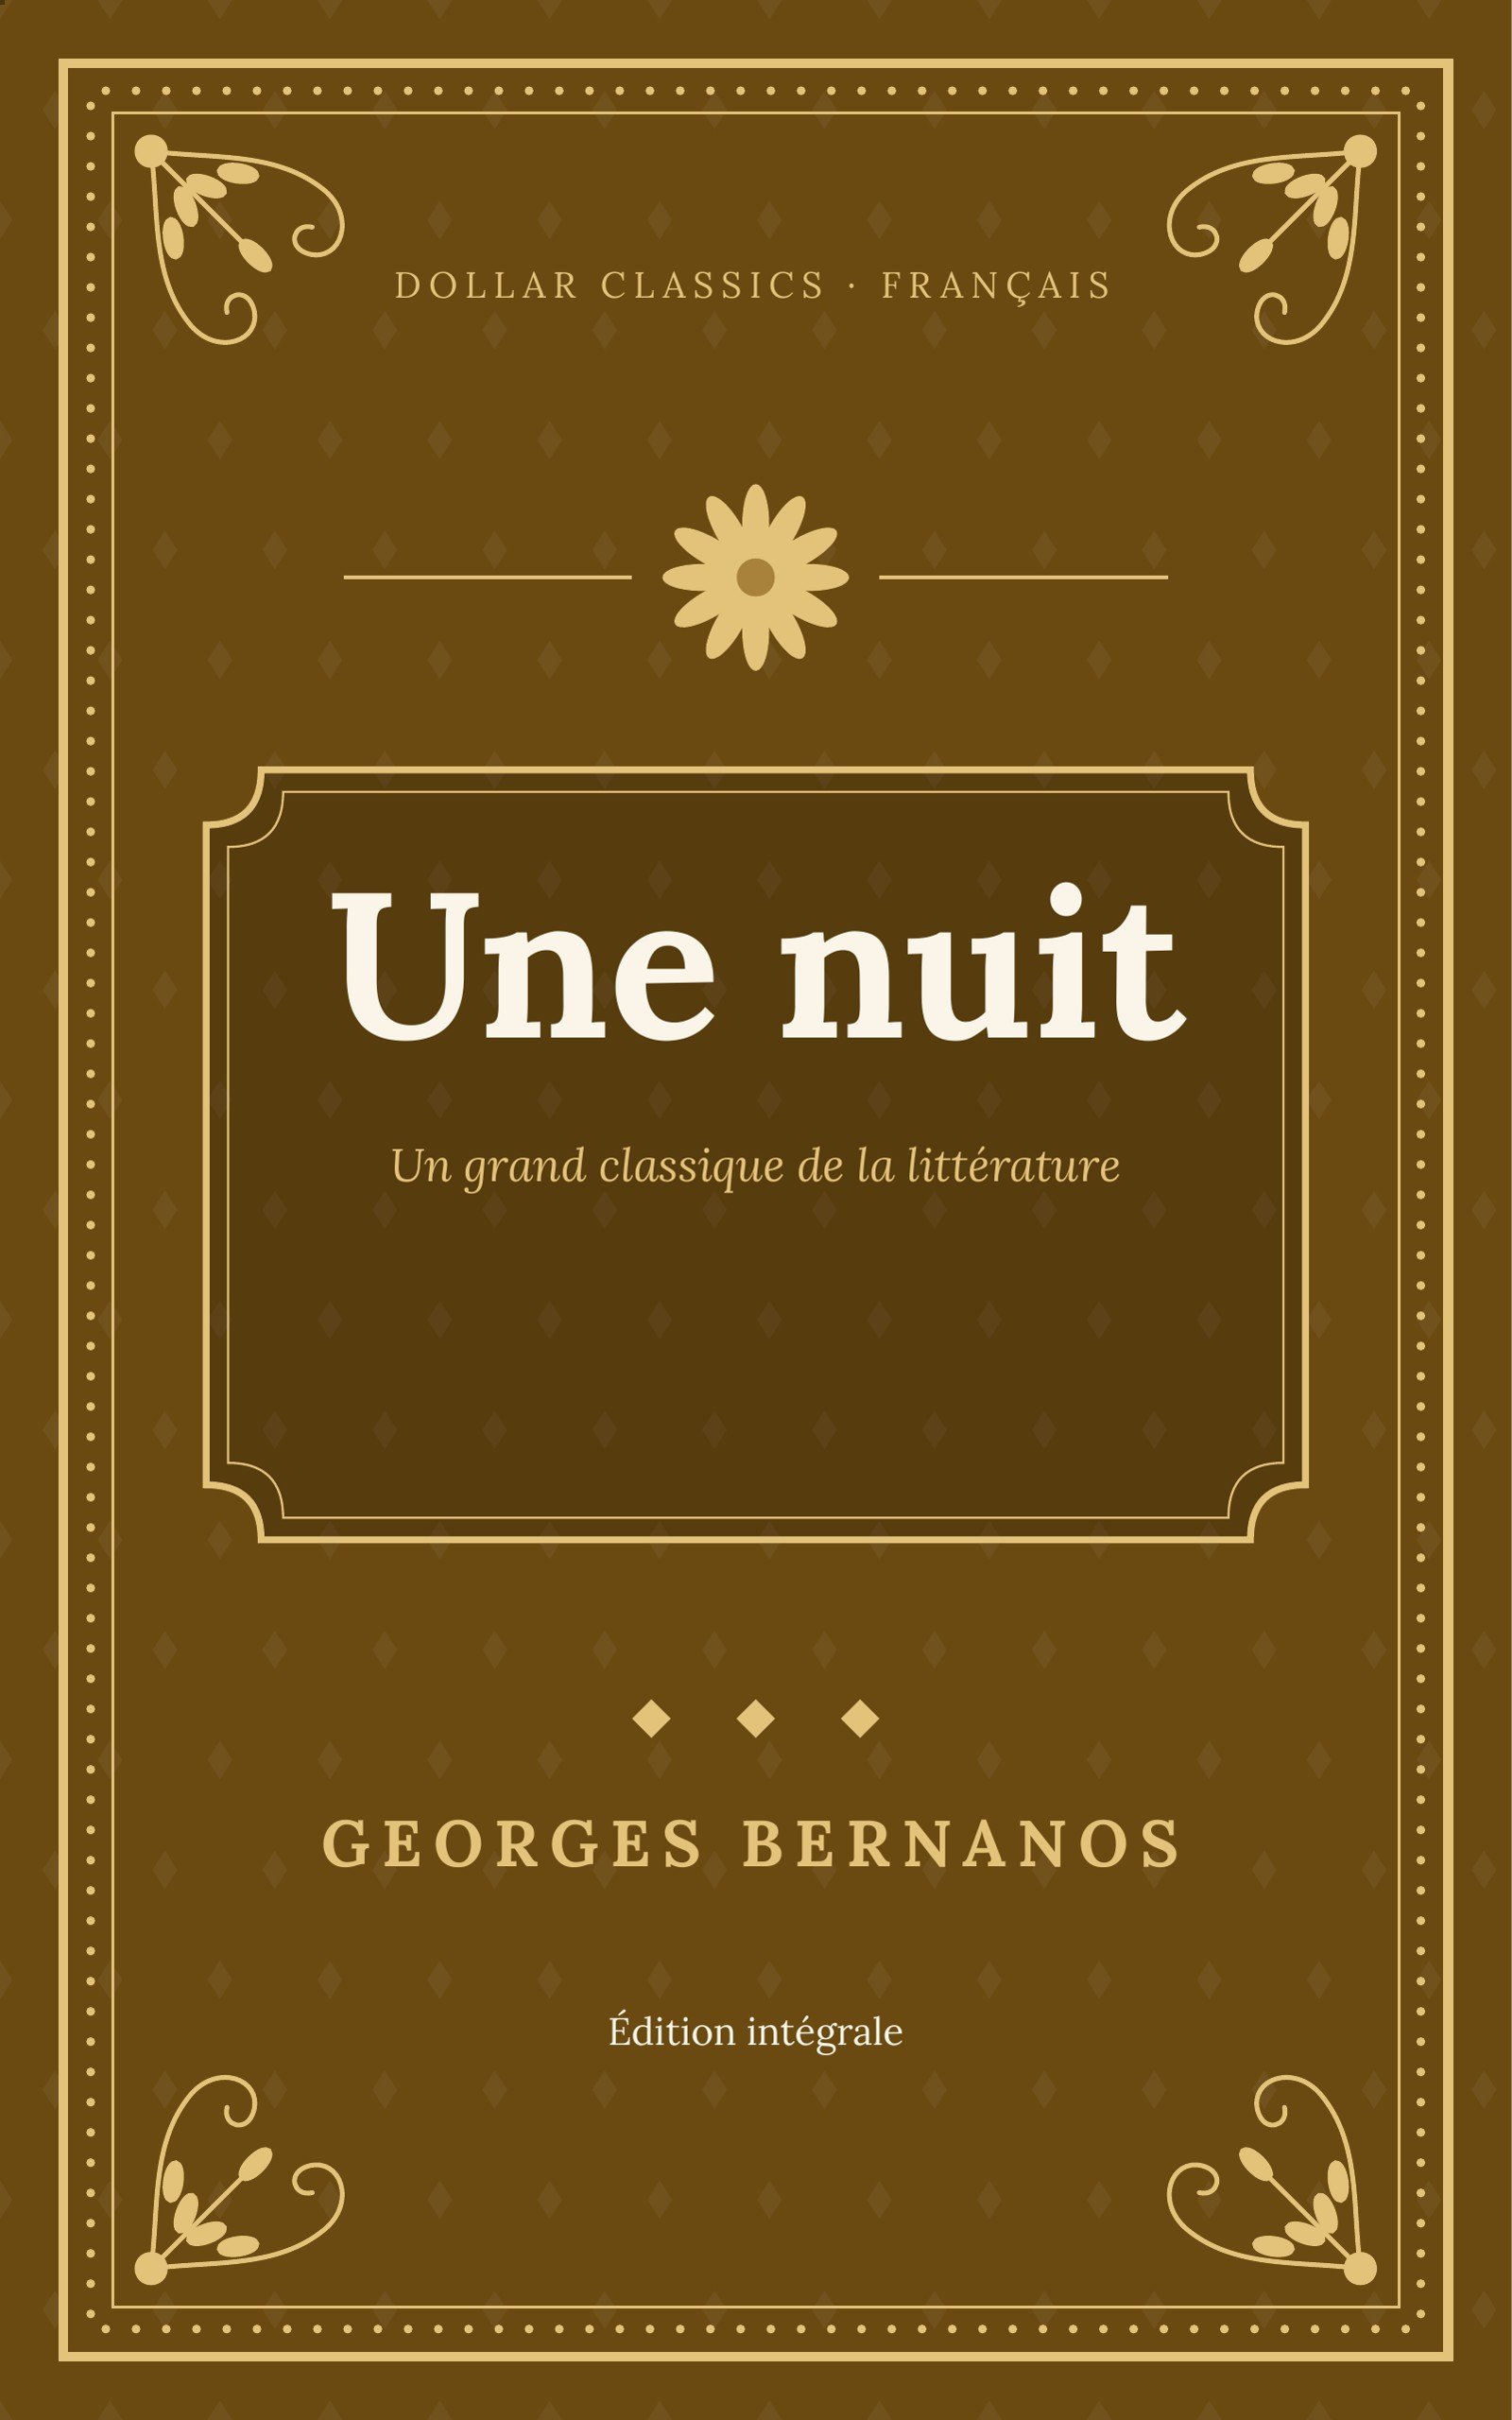 DOLLAR CLASSICS · FRANÇAIS
Une nuit
Un grand classique de la littérature
GEORGES BERNANOS
Édition intégrale